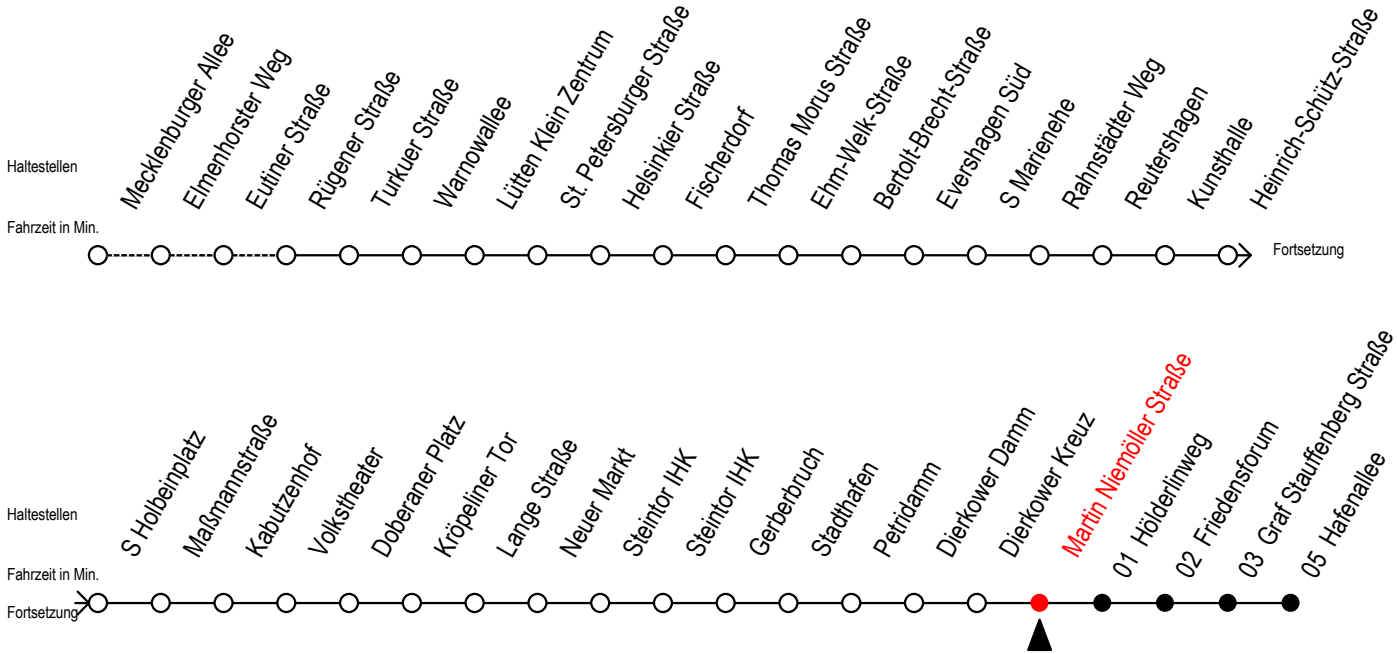 Haltestellen
Mecklenburger Allee
Elmenhorster Weg
Eutiner Straße
Rügener Straße
Turkuer Straße
Warnowallee
Lütten Klein Zentrum
St. Petersburger Straße
Helsinkier Straße
Fischerdorf
Thomas Morus Straße
Ehm-Welk-Straße
Bertolt-Brecht-Straße
Evershagen Süd
S Marienehe
Rahnstädter Weg
Reutershagen
Kunsthalle
Heinrich-Schütz-Straße
Fahrzeit in Min.
Fortsetzung
Haltestellen
S Holbeinplatz
Maßmannstraße
Kabutzenhof
Volkstheater
Doberaner Platz
Kröpeliner Tor
Lange Straße
Neuer Markt
Steintor IHK
Steintor IHK
Gerberbruch
Stadthafen
Petridamm
Dierkower Damm
Dierkower Kreuz
Martin Niemöller Straße
01 Hölderlinweg
02 Friedensforum
03 Graf Stauffenberg Straße
05 Hafenallee
Fahrzeit in Min.
Fortsetzung